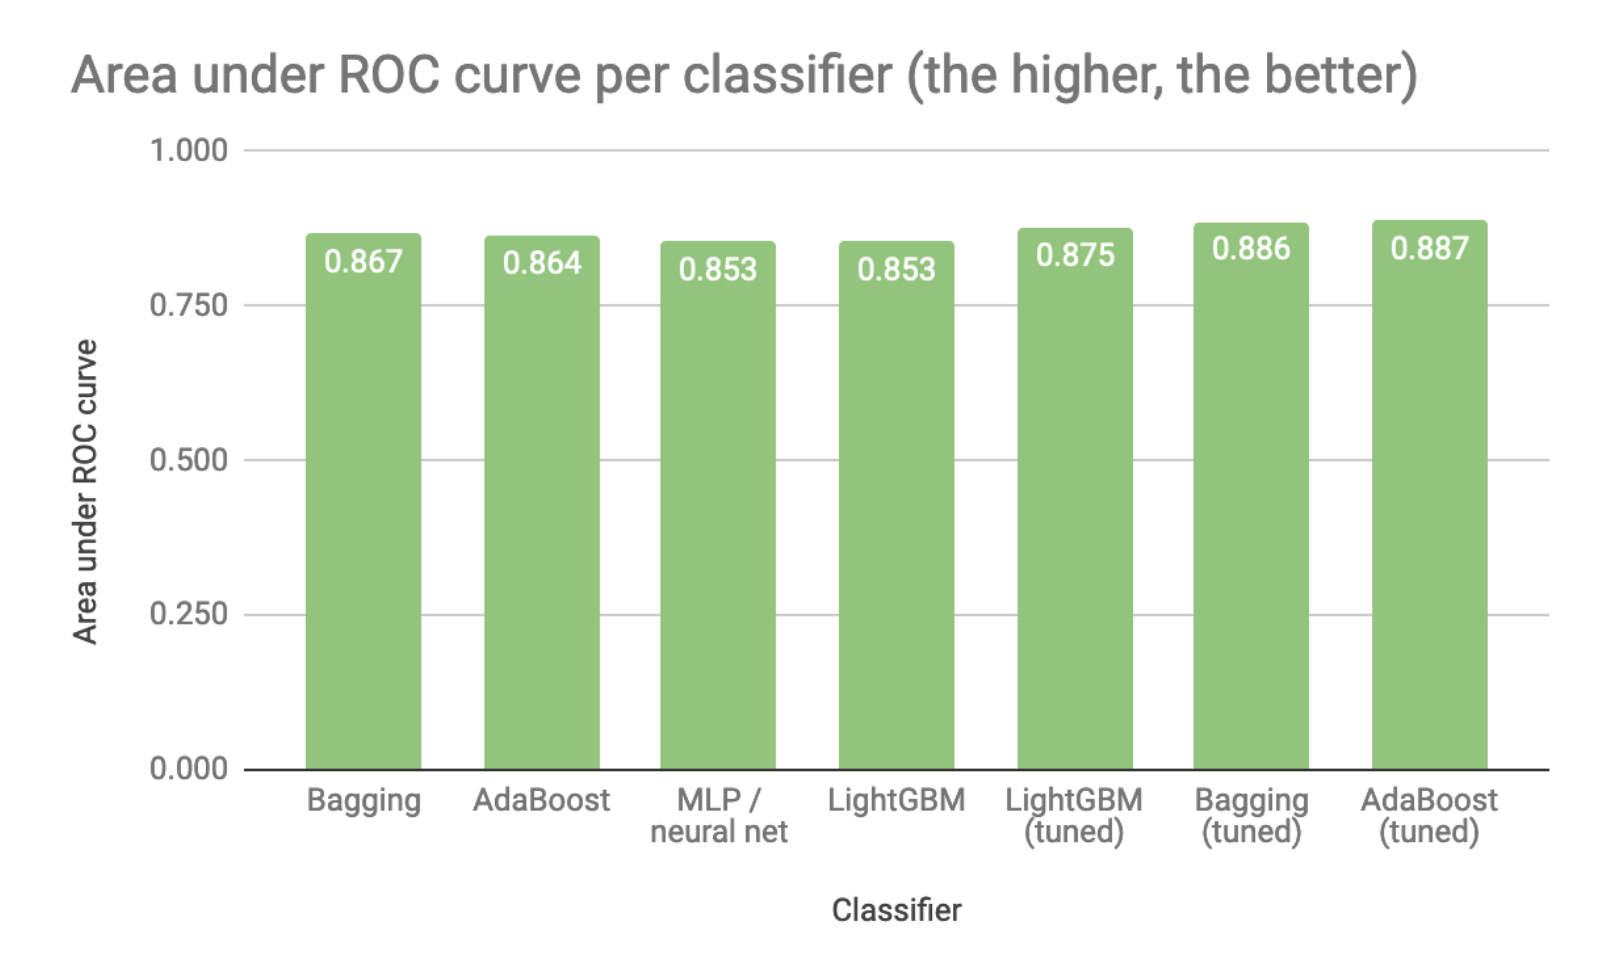 Area under ROC curve per classifier (the higher, the better)
1.000
0.750
0.500
0.250
0.000
Area under ROC curve
0.867
0.864
0.853
0.853
0.875
0.886
0.887
Bagging
AdaBoost
MLP /
neural net
LightGBM
LightGBM
(tuned)
Bagging
(tuned)
AdaBoost
(tuned)
Classifier